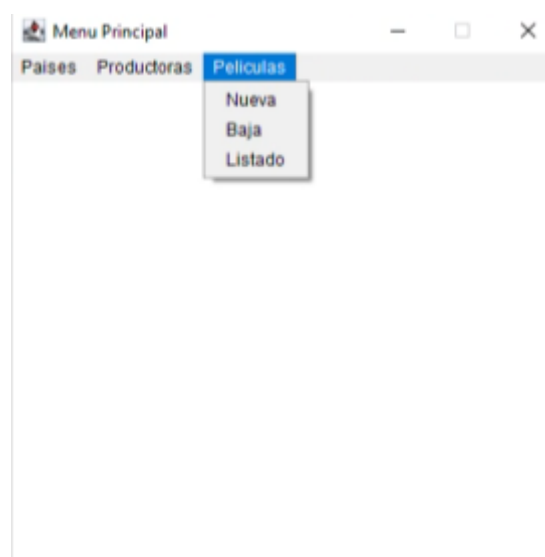 Menu Principal
Paises Productoras Peliculas
Nueva
Baja
Listado